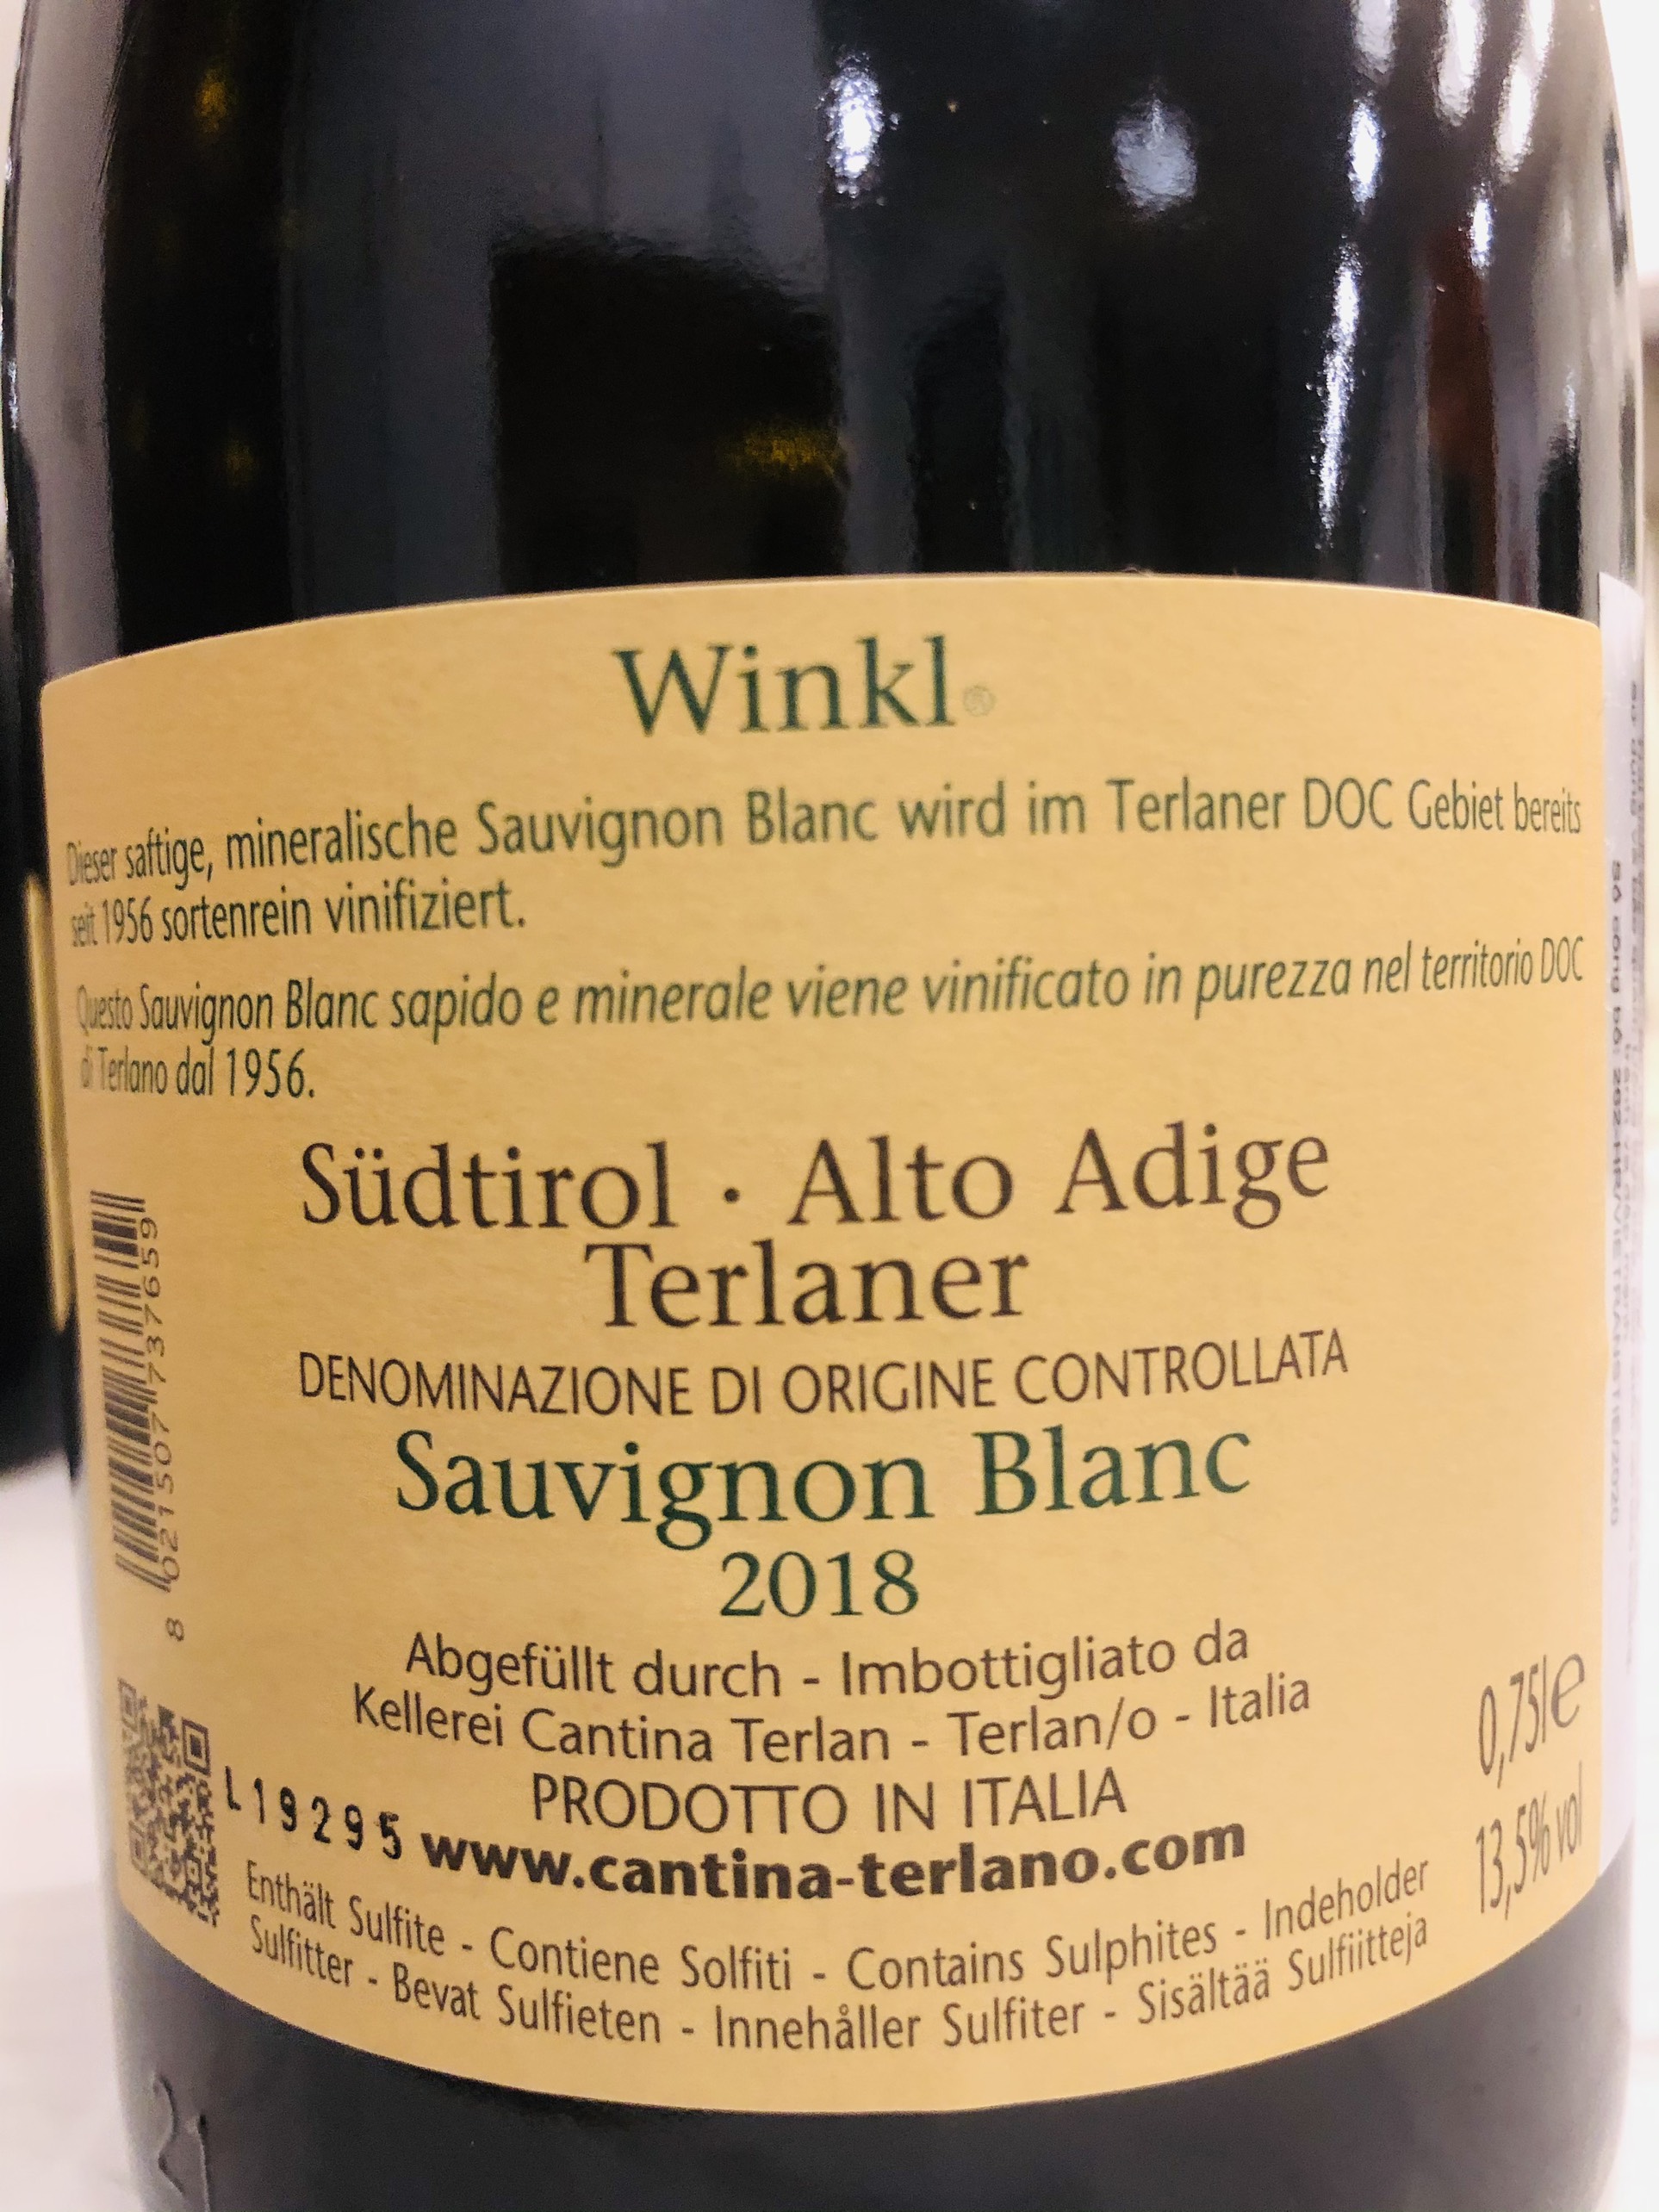 Winkl®
Dieser saftige, mineralische Sauvignon Blanc wird im Terlaner DOC Gebiet bereits
seit 1956 sortenrein vinifiziert.
Questo Sauvignon Blanc sapido e minerale viene vinificato in purezza nel territorio DOC
di Terlano dal 1956.
Südtirol · Alto Adige
Terlaner
DENOMINAZIONE DI ORIGINE CONTROLLATA
Sauvignon Blanc
2018
Abgefüllt durch - Imbottigliato da
Kellerei Cantina Terlan - Terlan/o - Italia
PRODOTTO IN ITALIA
L19295
www.cantina-terlano.com
Enthält Sulfite - Contiene Solfiti - Contains Sulphites - Indeholder
Sulfitter - Bevat Sulfieten - Innehåller Sulfiter - Sisältää Sulfiitteja
0,75l e
13,5% vol
8 021507 737659